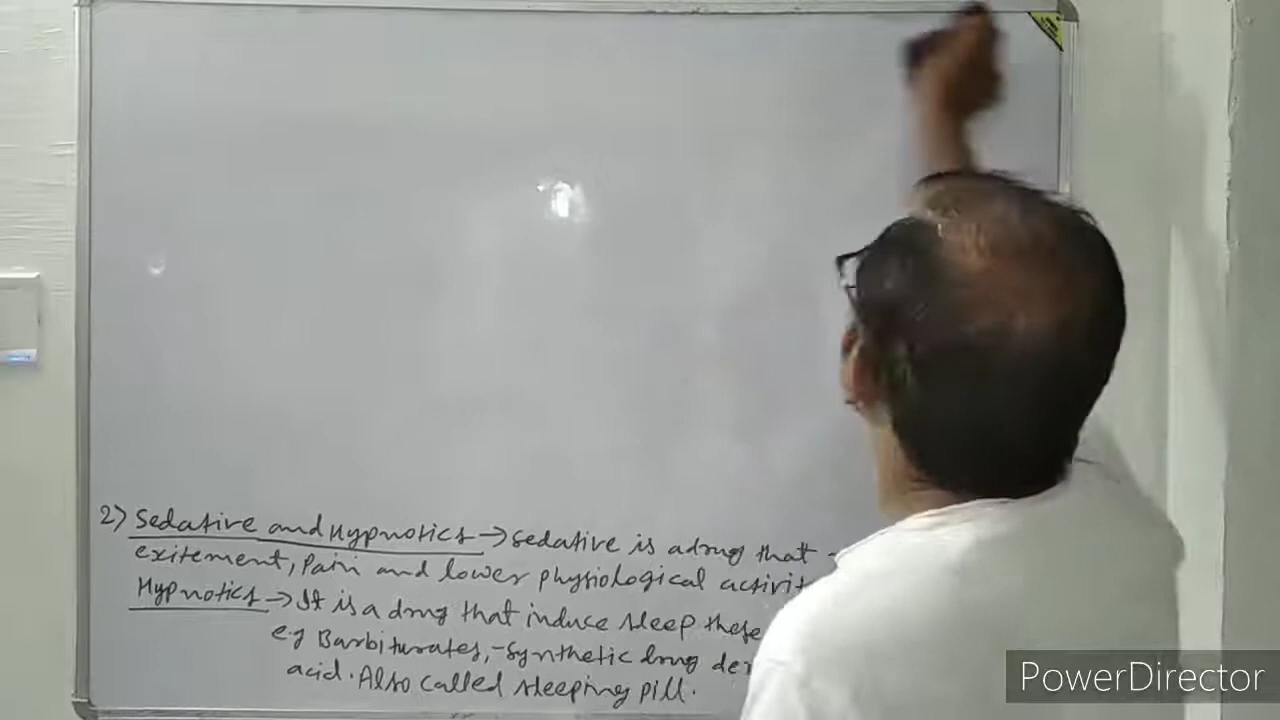 2) Sedative and Hypnotics → Sedative is a drug that
exitement, Pain and lower physiological activit
Hypnotics → It is a drug that induce sleep these
e.g Barbiturates, - Synthetic drug der
acid. Also called sleeping pill.
PowerDirector